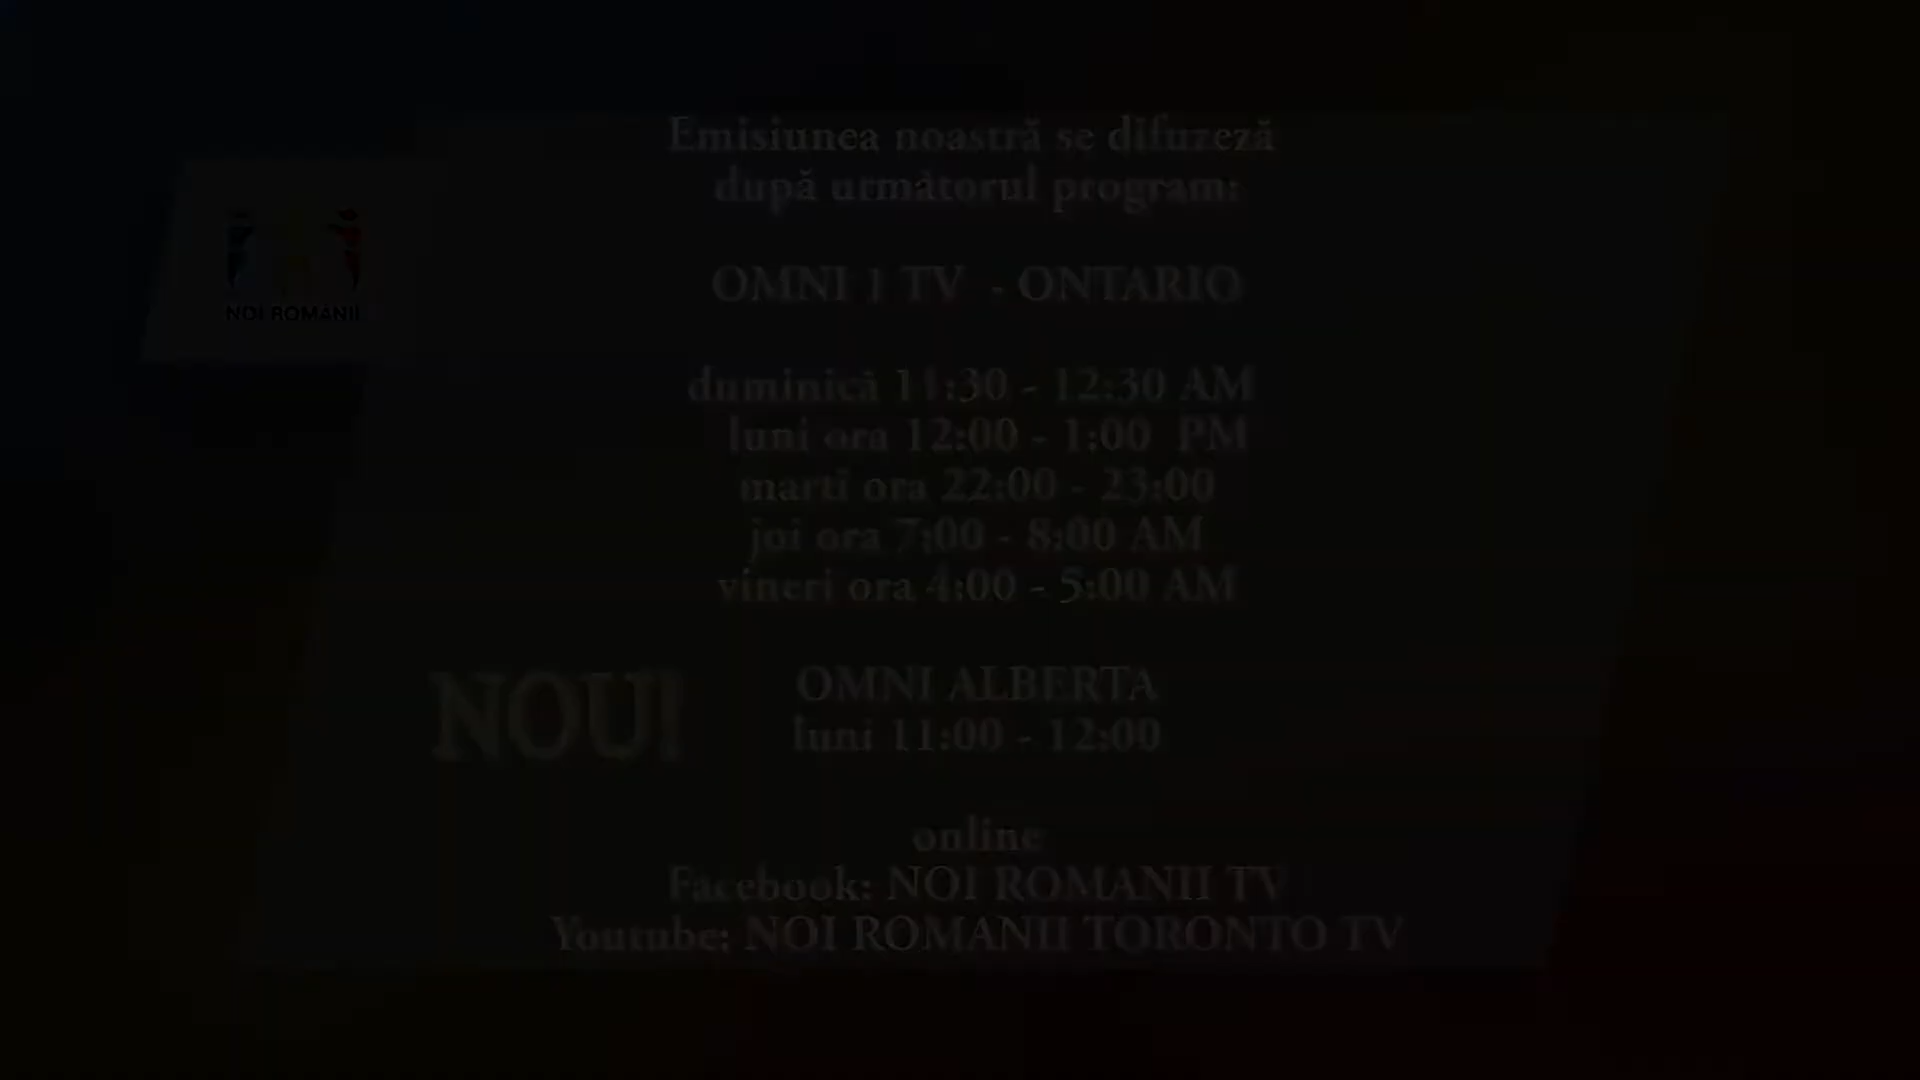 Emisiunea noastră se difuzeză
după următorul program:
NOI ROMANII
OMNI 1 TV - ONTARIO
duminică 11:30 - 12:30 AM
luni ora 12:00 - 1:00 PM
marti ora 22:00 - 23:00
joi ora 7:00 - 8:00 AM
vineri ora 4:00 - 5:00 AM
NOU!
OMNI ALBERTA
luni 11:00 - 12:00
online
Facebook: NOI ROMANII TV
Youtube: NOI ROMANII TORONTO TV